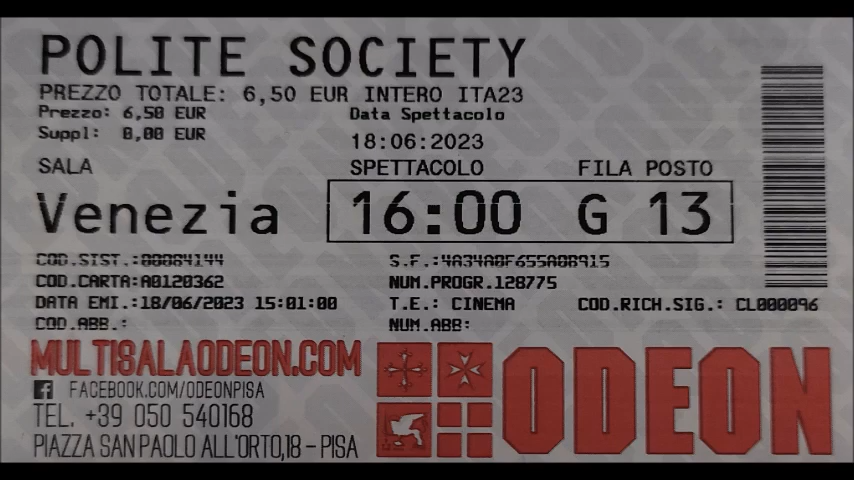 POLITE SOCIETY
PREZZO TOTALE: 6,50 EUR INTERO ITA23
Prezzo: 6,50 EUR
Data Spettacolo
Suppl: 0,00 EUR
18:06:2023
SALA SPETTACOLO FILA POSTO
Venezia 16:00 G 13
COD.SIST.:00084144 S.F.:4A34A0F655A0B915
COD.CARTA:A0120362 NUM.PROGR.128775
DATA EMI.:18/06/2023 15:01:00 T.E.: CINEMA COD.RICH.SIG.: CL000096
COD.ABB.: NUM.ABB:
MULTISALAODEON.COM
FACEBOOK.COM/ODEONPISA
TEL. +39 050 540168
PIAZZA SAN PAOLO ALL'ORTO,18 – PISA
ODEON